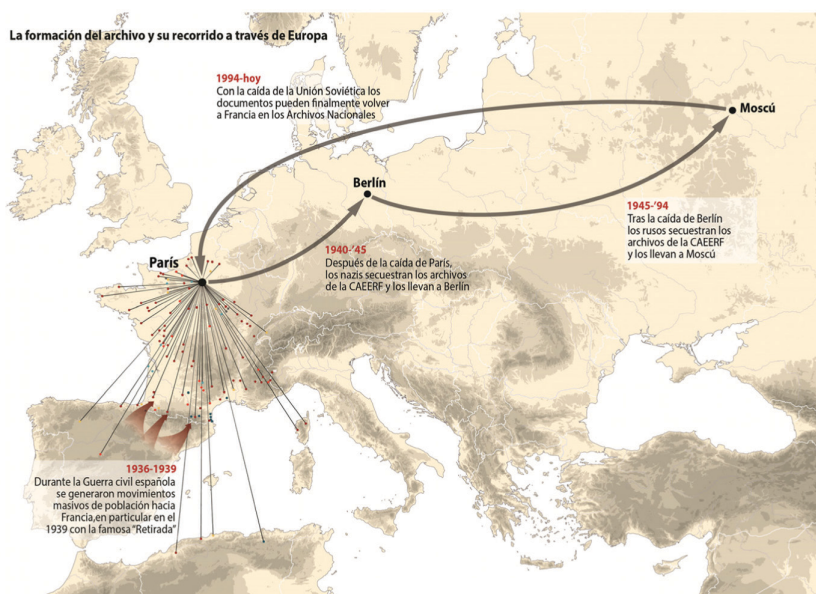 La formación del archivo y su recorrido a través de Europa
1994-hoy
Con la caída de la Unión Soviética los
documentos pueden finalmente volver
a Francia en los Archivos Nacionales
Moscú
Berlín
1945-'94
Tras la caída de Berlín
los rusos secuestran los
archivos de la CAEERF
y los llevan a Moscú
1940-'45
Después de la caída de París,
los nazis secuestran los archivos
de la CAEERF y los llevan a Berlín
París
1936-1939
Durante la Guerra civil española
se generaron movimientos
masivos de población hacia
Francia,en particular en el
1939 con la famosa "Retirada"